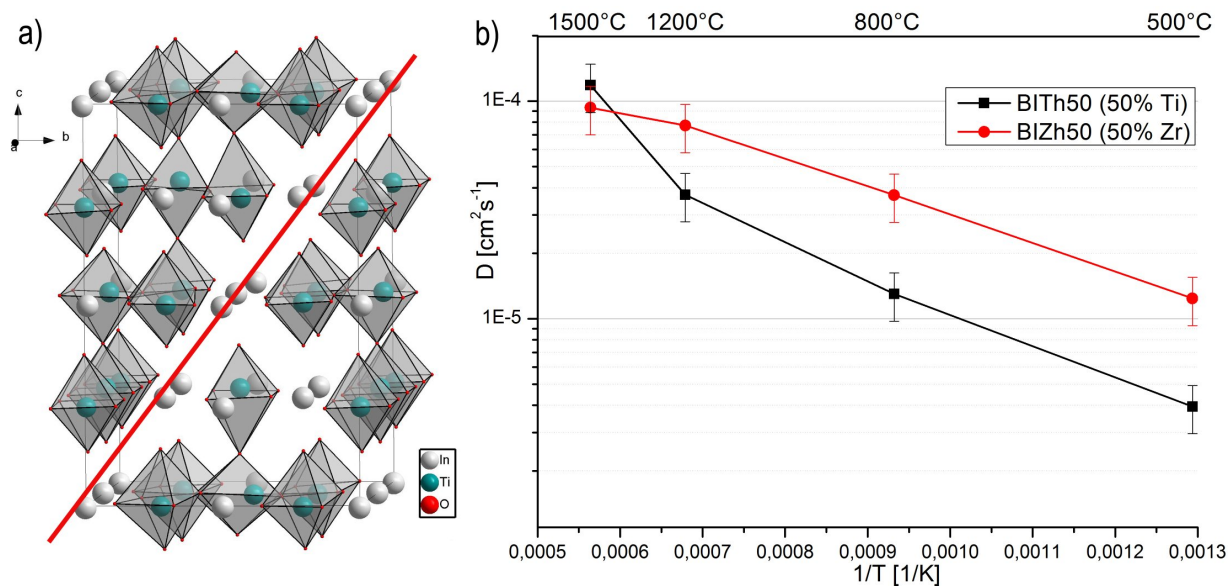 a)
c
b
a
In
Ti
O
b)
1500°C 1200°C 800°C 500°C
BITh50 (50% Ti)
BIZh50 (50% Zr)
1E-4
1E-5
D [cm²s⁻¹]
0,0005 0,0006 0,0007 0,0008 0,0009 0,0010 0,0011 0,0012 0,0013
1/T [1/K]